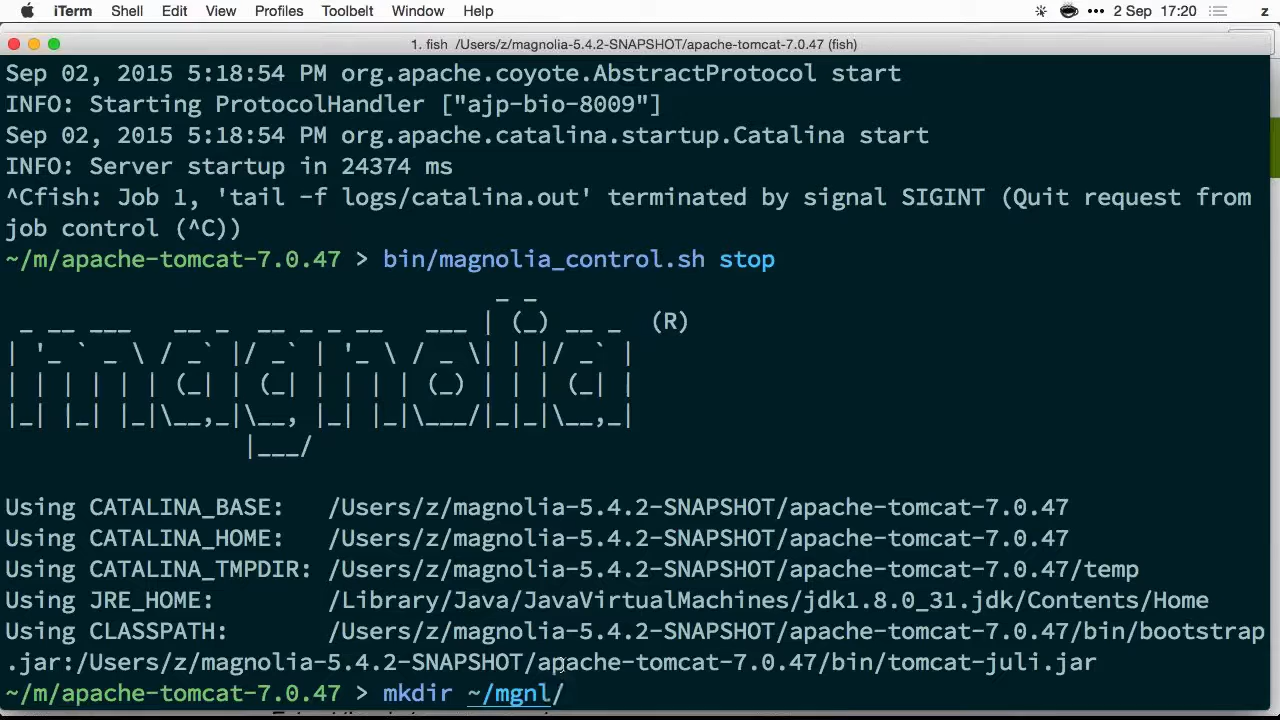 iTerm Shell Edit View Profiles Toolbelt Window Help 2 Sep 17:20 z
1. fish /Users/z/magnolia-5.4.2-SNAPSHOT/apache-tomcat-7.0.47 (fish)
Sep 02, 2015 5:18:54 PM org.apache.coyote.AbstractProtocol start
INFO: Starting ProtocolHandler ["ajp-bio-8009"]
Sep 02, 2015 5:18:54 PM org.apache.catalina.startup.Catalina start
INFO: Server startup in 24374 ms
^Cfish: Job 1, 'tail -f logs/catalina.out' terminated by signal SIGINT (Quit request from
job control (^C))
~/m/apache-tomcat-7.0.47 > bin/magnolia_control.sh stop
magnolia (R)
Using CATALINA_BASE: /Users/z/magnolia-5.4.2-SNAPSHOT/apache-tomcat-7.0.47
Using CATALINA_HOME: /Users/z/magnolia-5.4.2-SNAPSHOT/apache-tomcat-7.0.47
Using CATALINA_TMPDIR: /Users/z/magnolia-5.4.2-SNAPSHOT/apache-tomcat-7.0.47/temp
Using JRE_HOME: /Library/Java/JavaVirtualMachines/jdk1.8.0_31.jdk/Contents/Home
Using CLASSPATH: /Users/z/magnolia-5.4.2-SNAPSHOT/apache-tomcat-7.0.47/bin/bootstrap
.jar:/Users/z/magnolia-5.4.2-SNAPSHOT/apache-tomcat-7.0.47/bin/tomcat-juli.jar
~/m/apache-tomcat-7.0.47 > mkdir ~/mgnl/